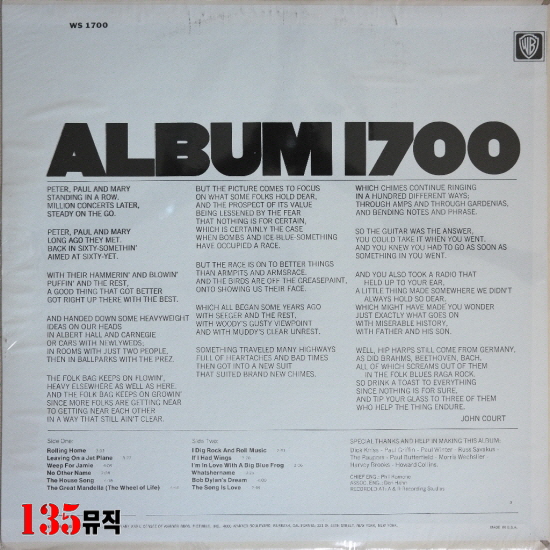 WS 1700
WB
ALBUM 1700
PETER, PAUL AND MARY
STANDING IN A ROW.
MILLION CONCERTS LATER,
STEADY ON THE GO.
PETER, PAUL AND MARY
LONG AGO THEY MET.
BACK IN SIXTY-SOMETHIN'
AIMED AT SIXTY-YET.
WITH THEIR HAMMERIN' AND BLOWIN'
PUFFIN' AND THE REST,
A GOOD THING THAT GOT BETTER
GOT RIGHT UP THERE WITH THE BEST.
AND HANDED DOWN SOME HEAVYWEIGHT
IDEAS ON OUR HEADS
IN ALBERT HALL AND CARNEGIE
OR CARS WITH NEWLYWEDS;
IN ROOMS WITH JUST TWO PEOPLE,
THEN IN BALLPARKS WITH THE PREZ.
THE FOLK BAG KEEPS ON FLOWIN',
HEAVY ELSEWHERE AS WELL AS HERE;
AND THE FOLK BAG KEEPS ON GROWIN'
SINCE MORE FOLKS ARE GETTING NEAR
TO GETTING NEAR EACH OTHER
IN A WAY THAT STILL AIN'T CLEAR.
BUT THE PICTURE COMES TO FOCUS
ON WHAT SOME FOLKS HOLD DEAR,
AND THE PROSPECT OF ITS VALUE
BEING LESSENED BY THE FEAR
THAT NOTHING IS FOR CERTAIN,
WHICH IS CERTAINLY THE CASE
WHEN BOMBS AND ICE-BLUE-SOMETHING
HAVE OCCUPIED A RACE.
BUT THE RACE IS ON TO BETTER THINGS
THAN ARMPITS AND ARMSRACE.
AND THE BIRDS ARE OFF THE GREASEPAINT,
ONTO SHOWING US THEIR FACE.
WHICH ALL BEGAN SOME YEARS AGO
WITH SEEGER AND THE REST,
WITH WOODY'S GUSTY VIEWPOINT
AND WITH MUDDY'S CLEAR UNREST.
SOMETHING TRAVELED MANY HIGHWAYS
FULL OF HEARTACHES AND BAD TIMES
THEN GOT INTO A NEW SUIT
THAT SUITED BRAND NEW CHIMES.
WHICH CHIMES CONTINUE RINGING
IN A HUNDRED DIFFERENT WAYS;
THROUGH AMPS AND THROUGH GARDENIAS,
AND BENDING NOTES AND PHRASE.
SO THE GUITAR WAS THE ANSWER,
YOU COULD TAKE IT WHEN YOU WENT.
AND YOU KNEW YOU HAD TO GO AS SOON AS
SOMETHING IN YOU WENT.
AND YOU ALSO TOOK A RADIO THAT
HELD UP TO YOUR EAR.
A LITTLE THING MADE SOMEWHERE WE DIDN'T
ALWAYS HOLD SO DEAR,
WHICH MIGHT HAVE MADE YOU WONDER
JUST EXACTLY WHAT GOES ON
WITH MISERABLE HISTORY,
WITH FATHER AND HIS SON.
WELL, HIP HARPS STILL COME FROM GERMANY,
AS DID BRAHMS, BEETHOVEN, BACH.
ALL OF WHICH SCREAMS OUT OF THEM
IN THE FOLK BLUES RAGA ROCK.
SO DRINK A TOAST TO EVERYTHING
SINCE NOTHING IS FOR SURE,
AND TIP YOUR GLASS TO THREE OF THEM
WHO HELP THE THING ENDURE.
JOHN COURT
Side One:
Rolling Home
Leaving On a Jet Plane
Weep For Jamie
No Other Name
The House Song
The Great Mandella (The Wheel of Life)
Side Two:
I Dig Rock And Roll Music
If I Had Wings
I'm In Love With A Big Blue Frog
Whatshername
Bob Dylan's Dream
The Song is Love
SPECIAL THANKS AND HELP IN MAKING THIS ALBUM:
Paul Griffin Paul Winter Russ Savakus
The Paupers Paul Butterfield
Harvey Brooks Howard Collins
135뮤직